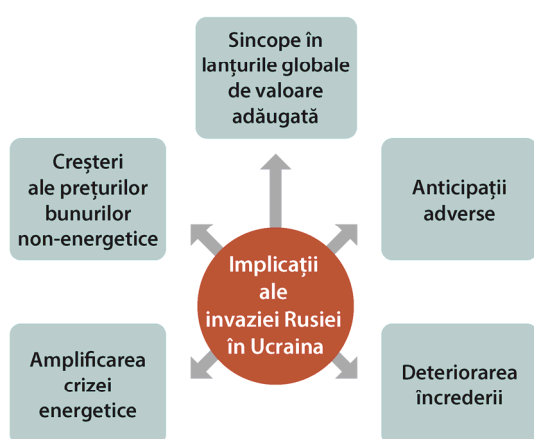 Sincope în
lanțurile globale
de valoare
adăugată
Creșteri
ale prețurilor
bunurilor
non-energetice
Anticipații
adverse
Implicații
ale
invaziei Rusiei
în Ucraina
Amplificarea
crizei
energetice
Deteriorarea
încrederii